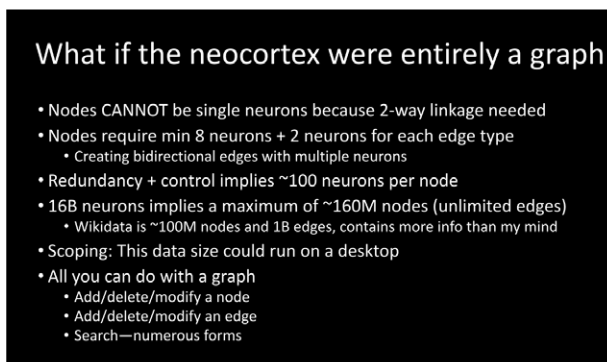 What if the neocortex were entirely a graph
• Nodes CANNOT be single neurons because 2-way linkage needed
• Nodes require min 8 neurons + 2 neurons for each edge type
• Creating bidirectional edges with multiple neurons
• Redundancy + control implies ~100 neurons per node
• 16B neurons implies a maximum of ~160M nodes (unlimited edges)
• Wikidata is ~100M nodes and 1B edges, contains more info than my mind
• Scoping: This data size could run on a desktop
• All you can do with a graph
• Add/delete/modify a node
• Add/delete/modify an edge
• Search—numerous forms